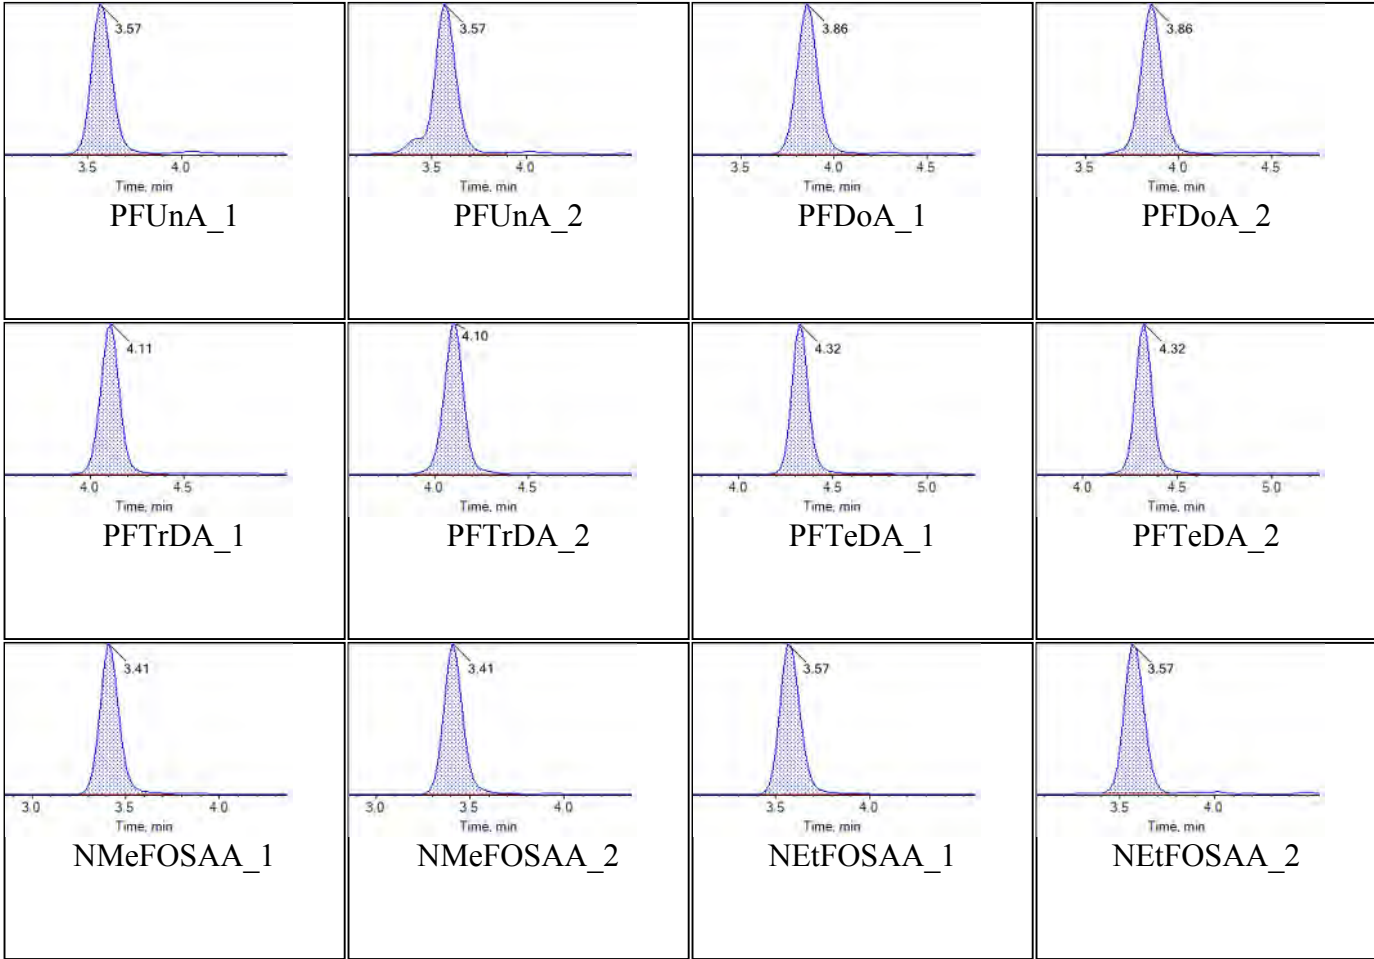 3.57
3.5 4.0
Time, min
PFUnA_1
3.57
3.5 4.0
Time, min
PFUnA_2
3.86
3.5 4.0 4.5
Time, min
PFDoA_1
3.86
3.5 4.0 4.5
Time, min
PFDoA_2
4.11
4.0 4.5
Time, min
PFTrDA_1
4.10
4.0 4.5
Time, min
PFTrDA_2
4.32
4.0 4.5 5.0
Time, min
PFTeDA_1
4.32
4.0 4.5 5.0
Time, min
PFTeDA_2
3.41
3.0 3.5 4.0
Time, min
NMeFOSAA_1
3.41
3.0 3.5 4.0
Time, min
NMeFOSAA_2
3.57
3.5 4.0
Time, min
NEtFOSAA_1
3.57
3.5 4.0
Time, min
NEtFOSAA_2